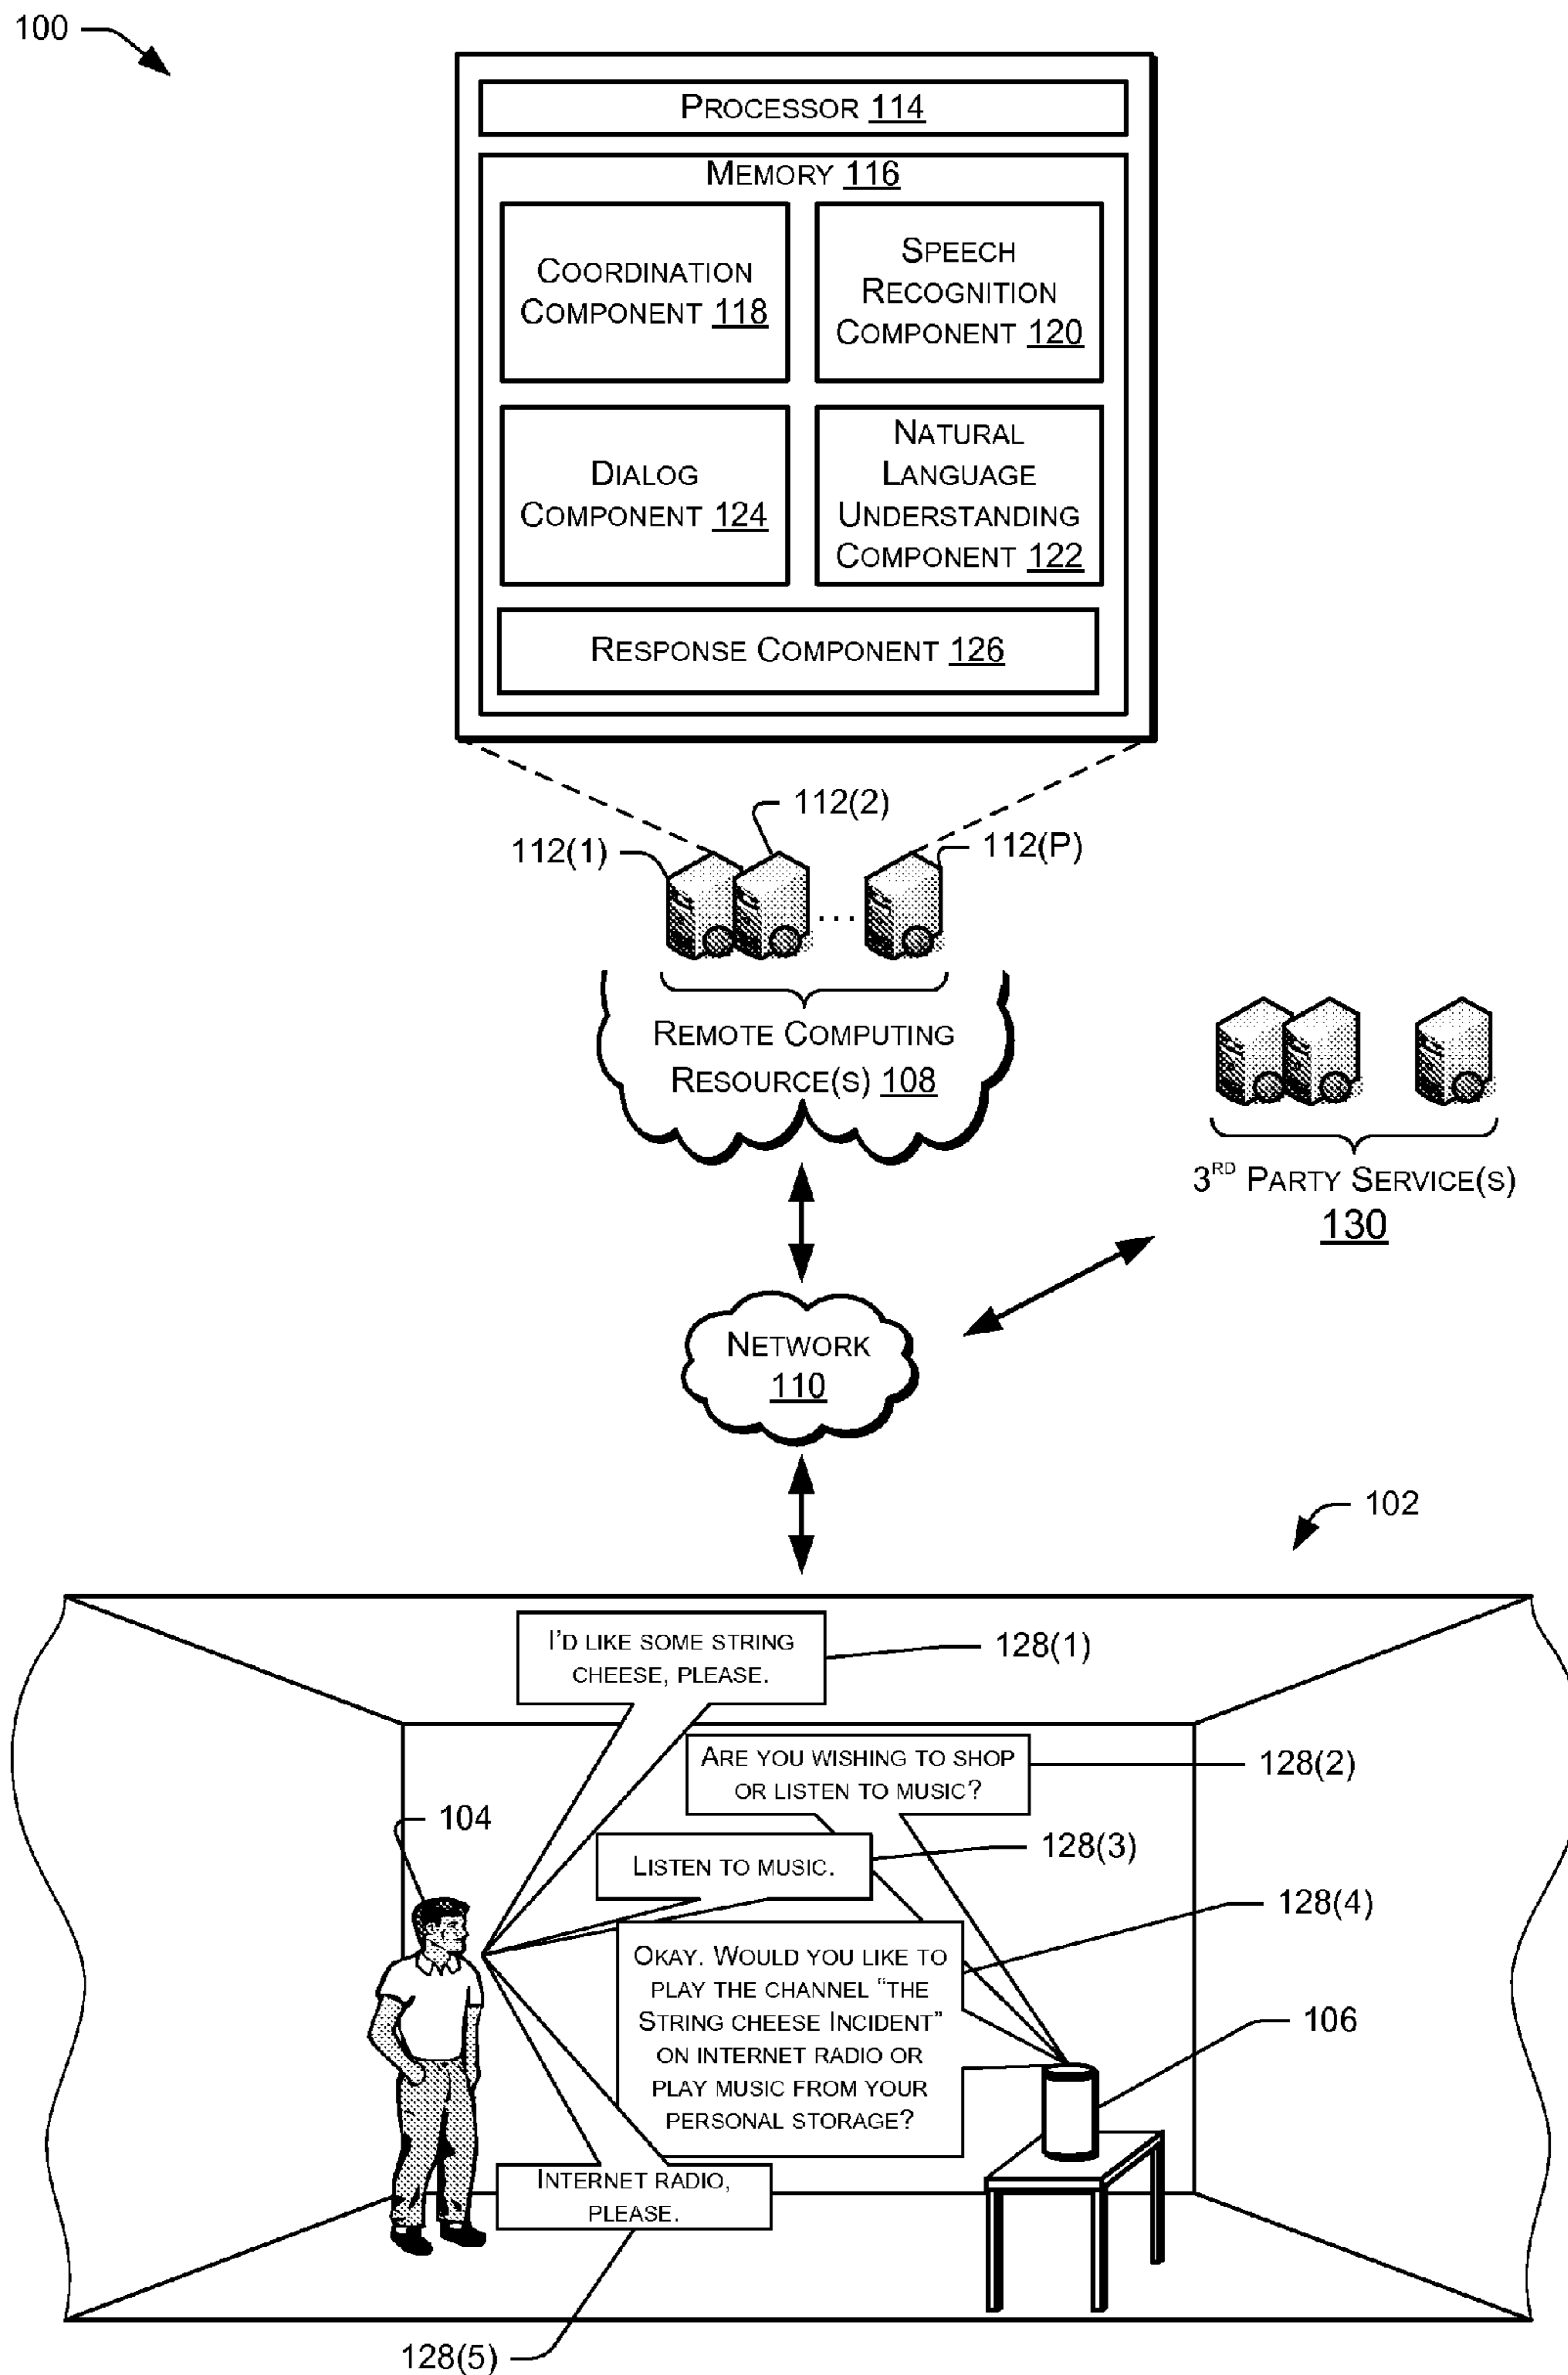 100
PROCESSOR 114
MEMORY 116
COORDINATION
COMPONENT 118
SPEECH
RECOGNITION
COMPONENT 120
DIALOG
COMPONENT 124
NATURAL
LANGUAGE
UNDERSTANDING
COMPONENT 122
RESPONSE COMPONENT 126
112(1)
112(2)
112(P)
...
REMOTE COMPUTING
RESOURCE(S) 108
3RD PARTY SERVICE(S)
130
NETWORK
110
102
I'D LIKE SOME STRING
CHEESE, PLEASE.
128(1)
ARE YOU WISHING TO SHOP
OR LISTEN TO MUSIC?
128(2)
104
LISTEN TO MUSIC.
128(3)
OKAY. WOULD YOU LIKE TO
PLAY THE CHANNEL "THE
STRING CHEESE INCIDENT"
ON INTERNET RADIO OR
PLAY MUSIC FROM YOUR
PERSONAL STORAGE?
128(4)
106
INTERNET RADIO,
PLEASE.
128(5)